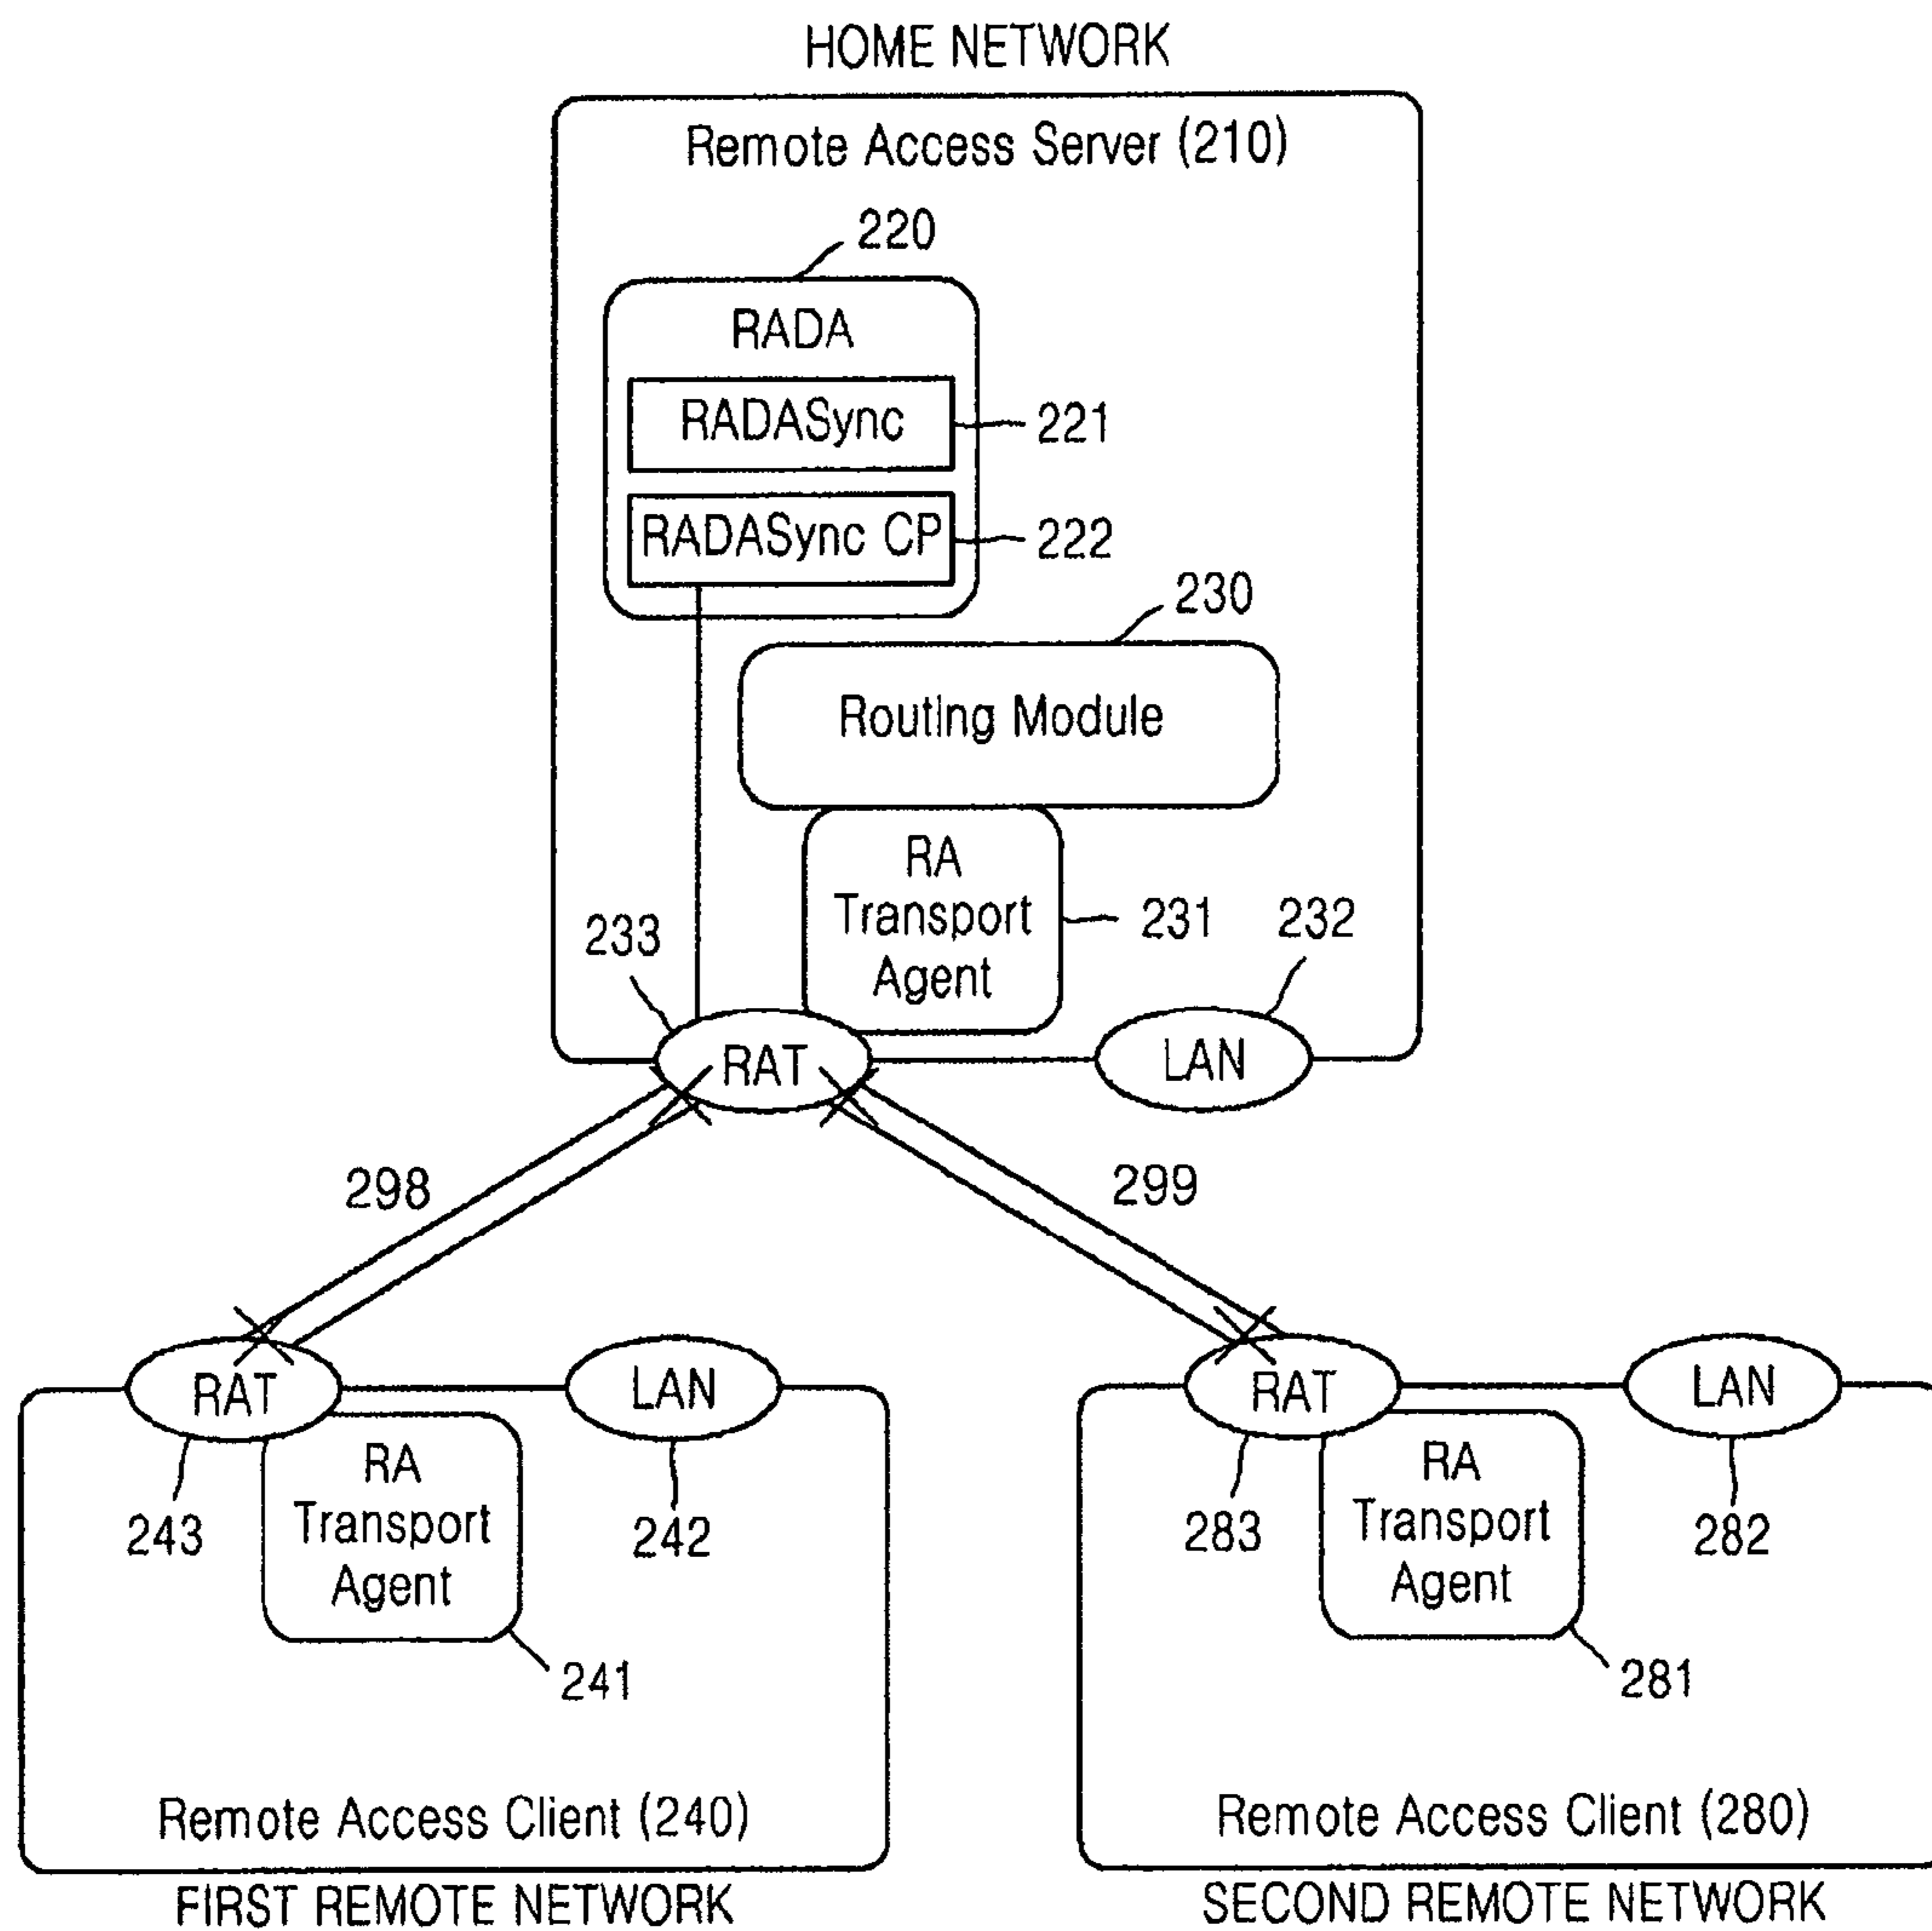 HOME NETWORK
Remote Access Server (210)
220
RADA
RADASync
221
RADASync CP
222
230
Routing Module
RA
Transport
Agent
231
232
233
RAT
LAN
298
299
RAT
LAN
243
RA
Transport
Agent
242
241
Remote Access Client (240)
FIRST REMOTE NETWORK
RAT
LAN
283
RA
Transport
Agent
282
281
Remote Access Client (280)
SECOND REMOTE NETWORK